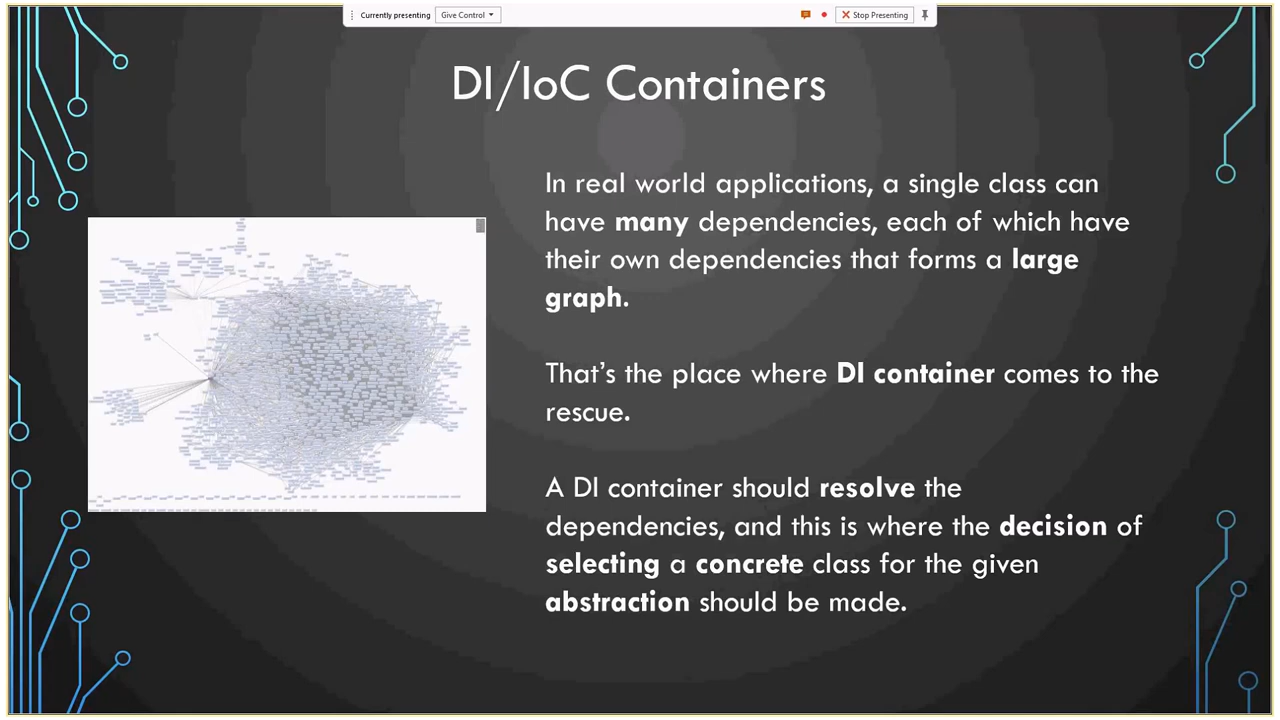 Currently presenting Give Control Stop Presenting
DI/IoC Containers
In real world applications, a single class can
have many dependencies, each of which have
their own dependencies that forms a large
graph.
That's the place where DI container comes to the
rescue.
A DI container should resolve the
dependencies, and this is where the decision of
selecting a concrete class for the given
abstraction should be made.